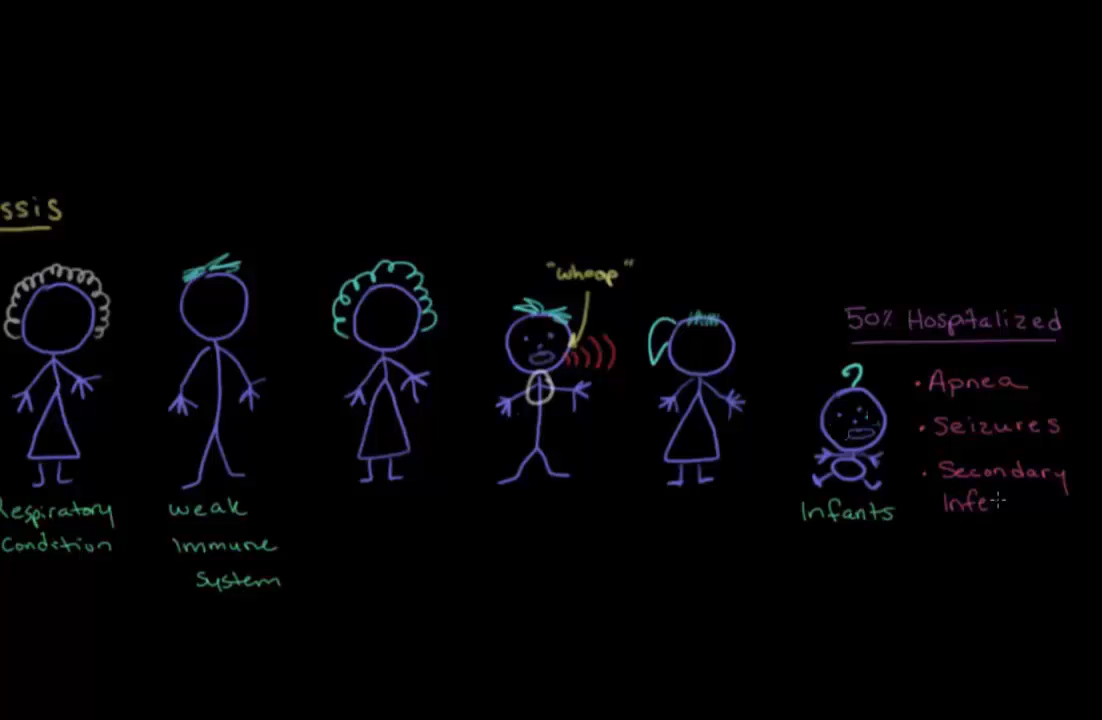 ssis
"whoop"
50% Hospitalized
• Apnea
• Seizures
• Secondary
Infe
Respiratory
Condition
weak
Immune
System
Infants